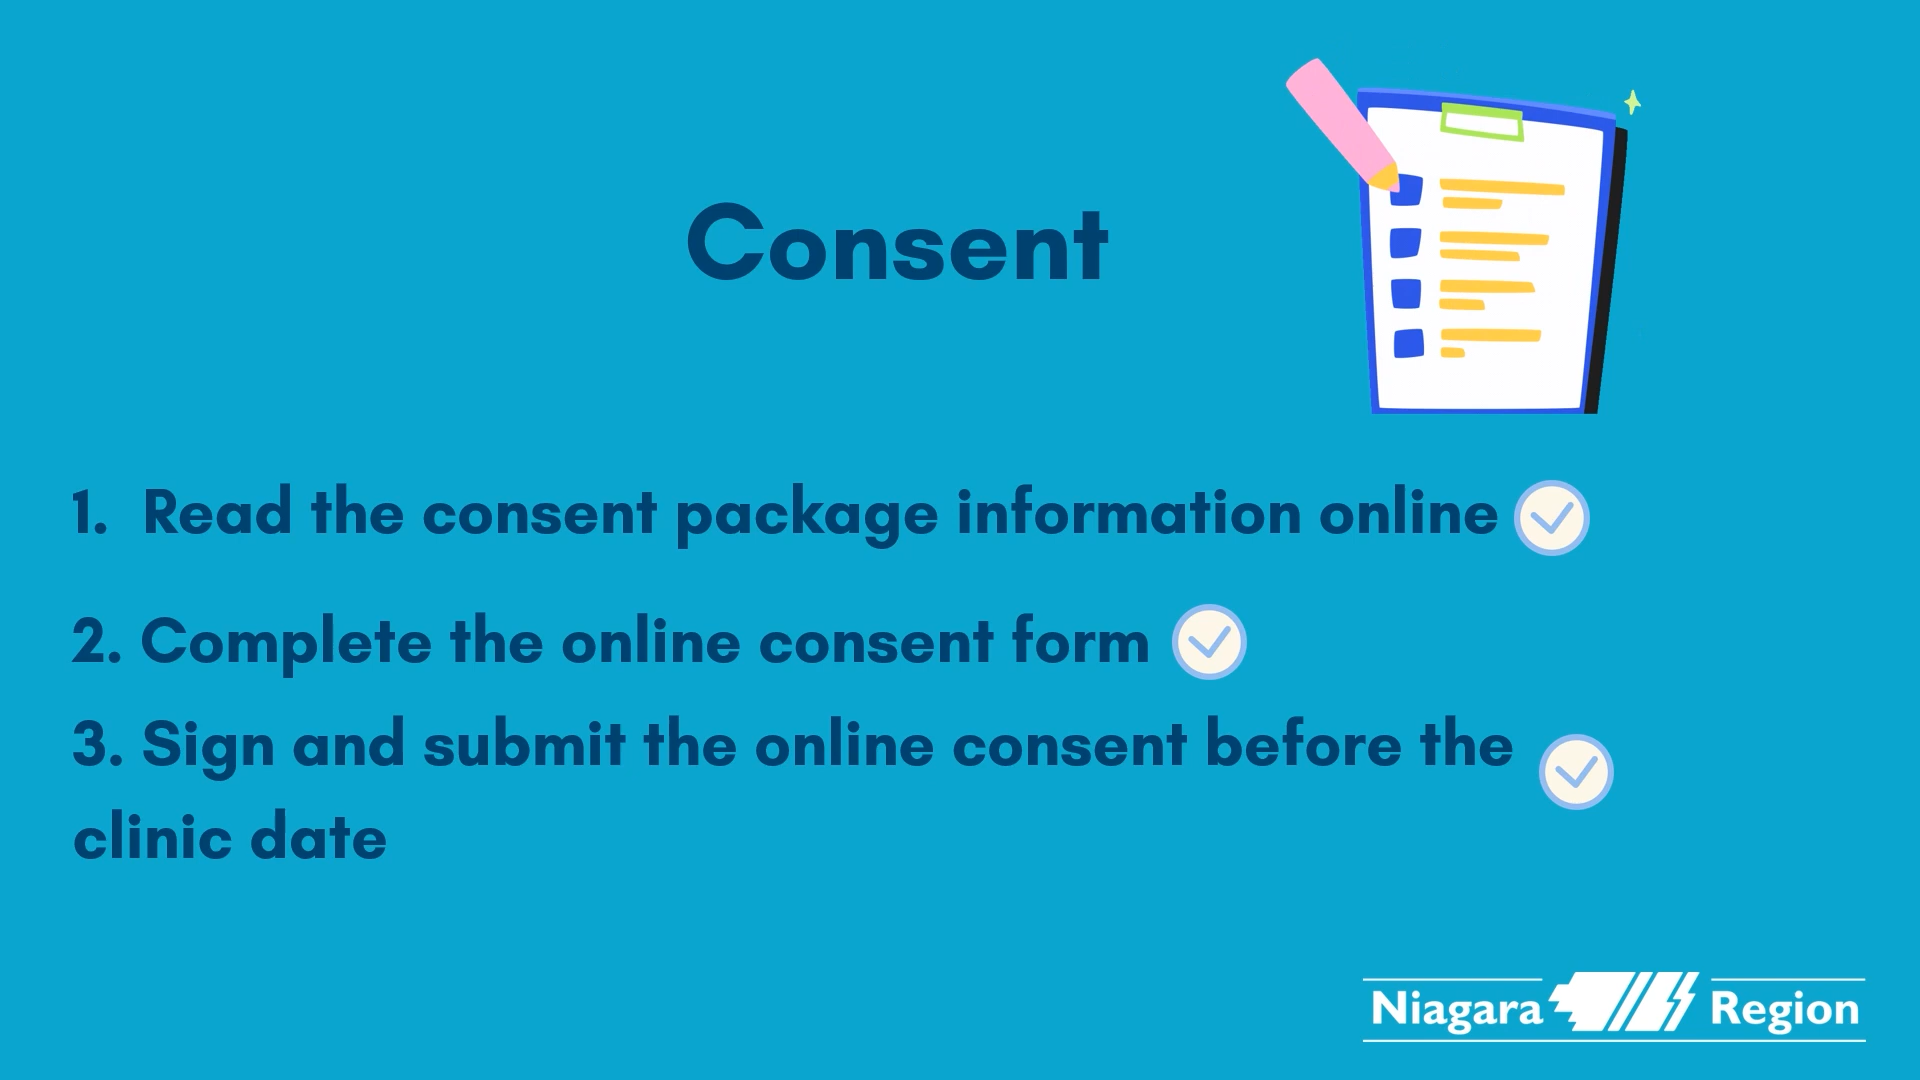 Consent
1. Read the consent package information online
2. Complete the online consent form
3. Sign and submit the online consent before the
clinic date
Niagara Region